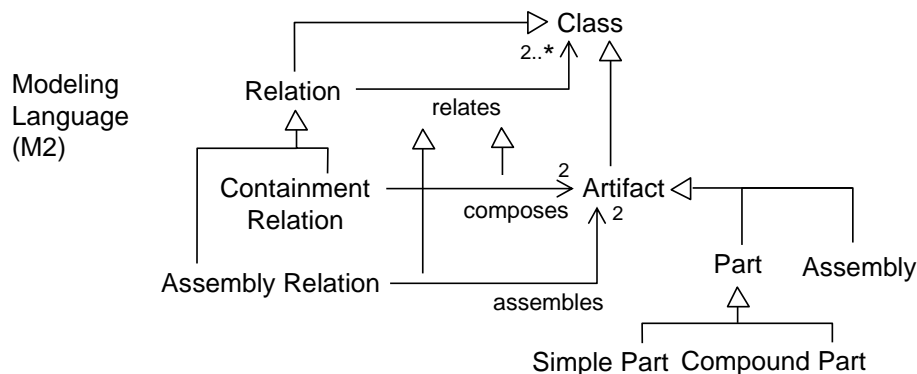 Class
2..*
Modeling
Language
(M2)
Relation
relates
Containment
Relation
2
Artifact
composes
2
Part
Assembly
Assembly Relation
assembles
Simple Part
Compound Part